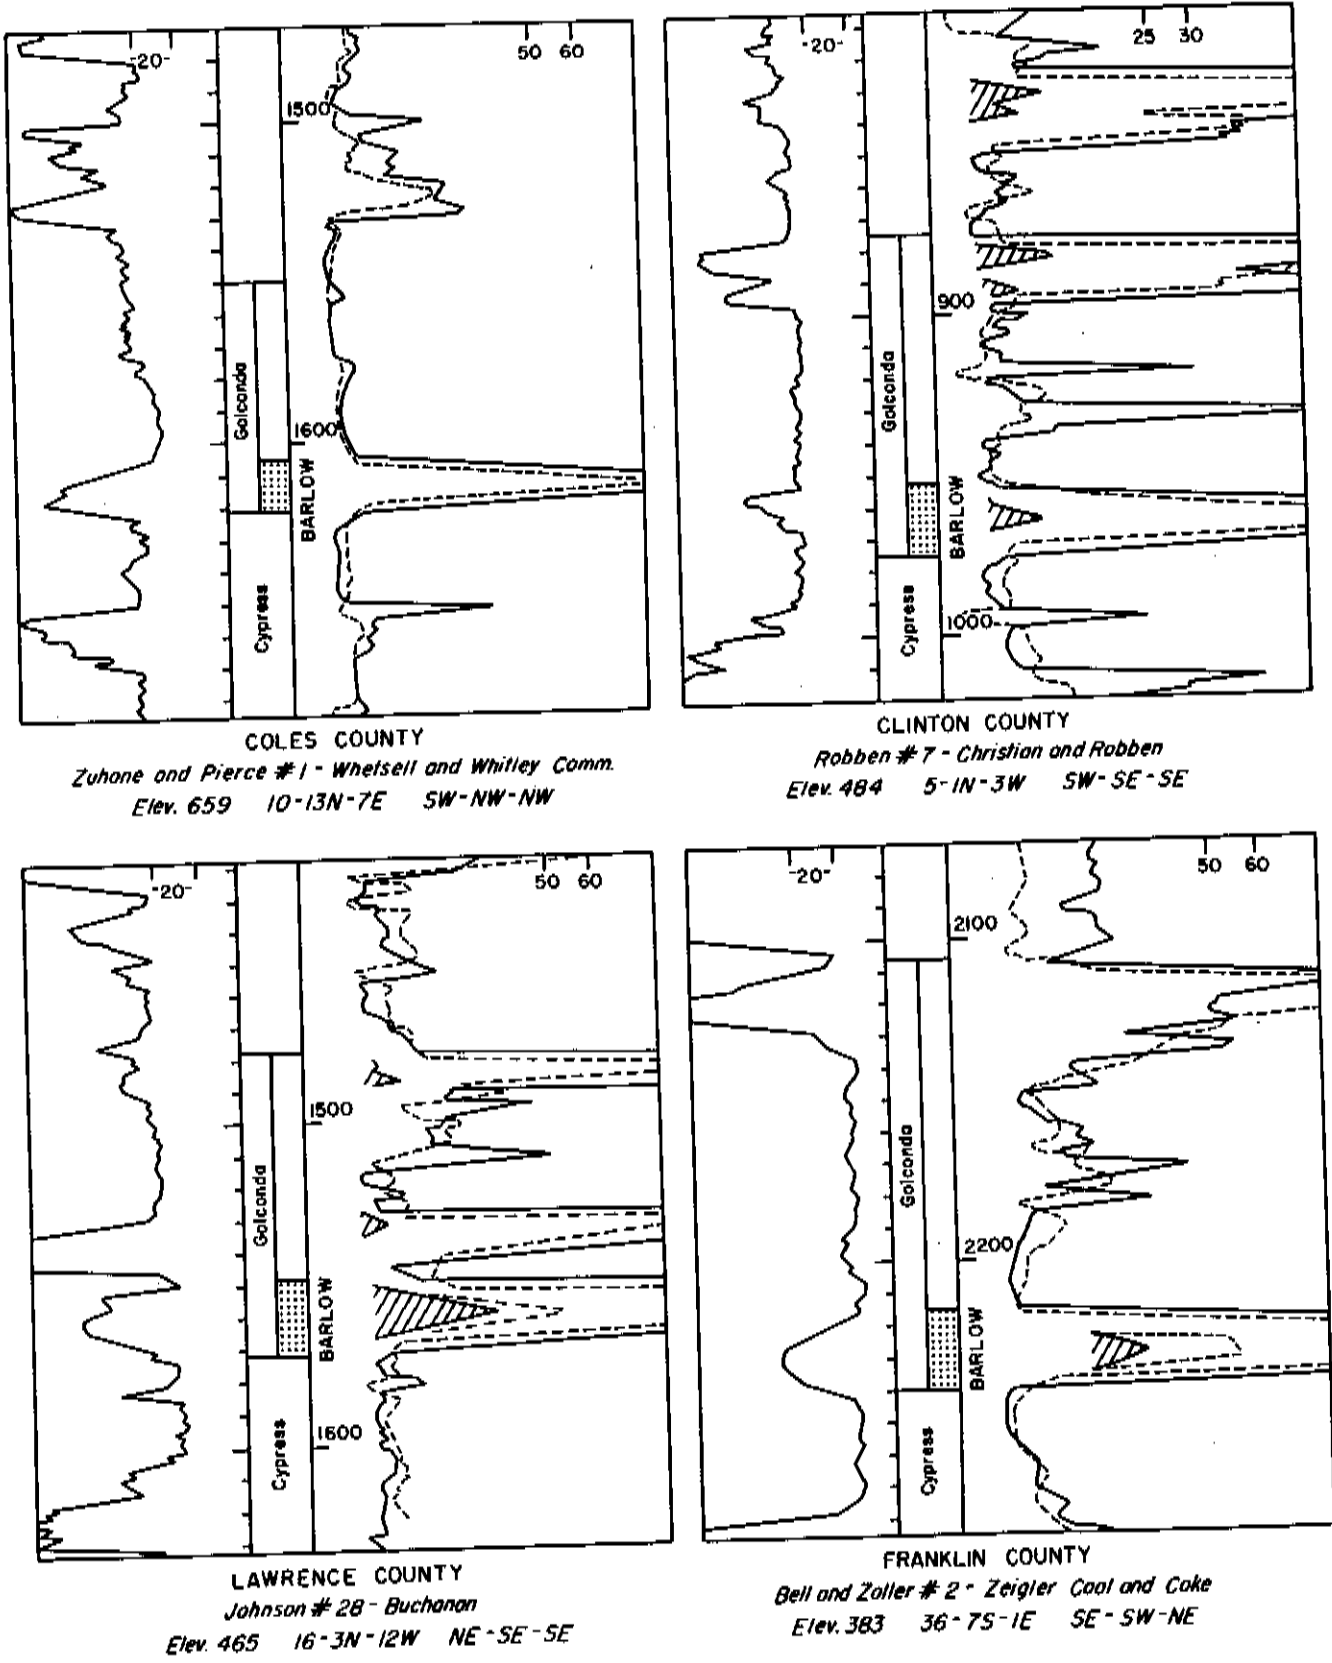 -20-
50 60
1500
Golconda
1600
BARLOW
Cypress
COLES COUNTY
Zuhone and Pierce #1 - Whetsell and Whitley Comm.
Elev. 659 10-13N-7E SW-NW-NW
-20-
25 30
900
Golconda
BARLOW
1000
Cypress
CLINTON COUNTY
Robben #7 - Christian and Robben
Elev. 484 5-1N-3W SW-SE-SE
-20-
50 60
1500
Golconda
BARLOW
1600
Cypress
LAWRENCE COUNTY
Johnson #28 - Buchanan
Elev. 465 16-3N-12W NE-SE-SE
-20-
50 60
2100
Golconda
2200
BARLOW
Cypress
FRANKLIN COUNTY
Bell and Zoller #2 - Zeigler Coal and Coke
Elev. 383 36-7S-1E SE-SW-NE